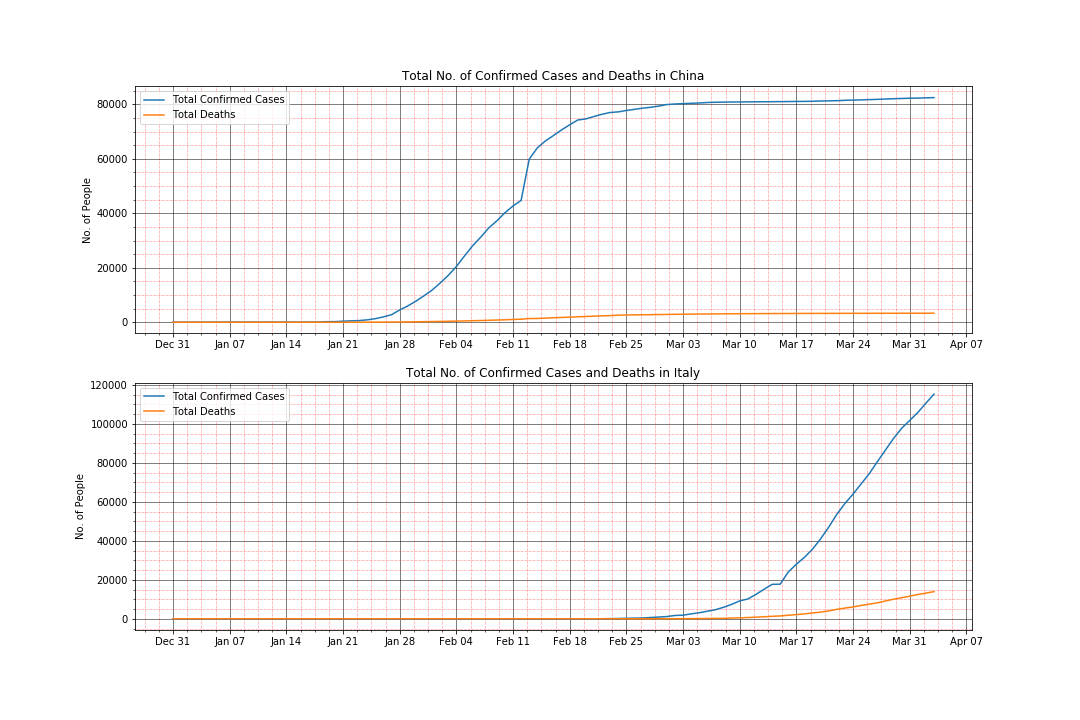 Total No. of Confirmed Cases and Deaths in China
Total Confirmed Cases
Total Deaths
No. of People
80000
60000
40000
20000
0
Dec 31 Jan 07 Jan 14 Jan 21 Jan 28 Feb 04 Feb 11 Feb 18 Feb 25 Mar 03 Mar 10 Mar 17 Mar 24 Mar 31 Apr 07
Total No. of Confirmed Cases and Deaths in Italy
Total Confirmed Cases
Total Deaths
No. of People
120000
100000
80000
60000
40000
20000
0
Dec 31 Jan 07 Jan 14 Jan 21 Jan 28 Feb 04 Feb 11 Feb 18 Feb 25 Mar 03 Mar 10 Mar 17 Mar 24 Mar 31 Apr 07